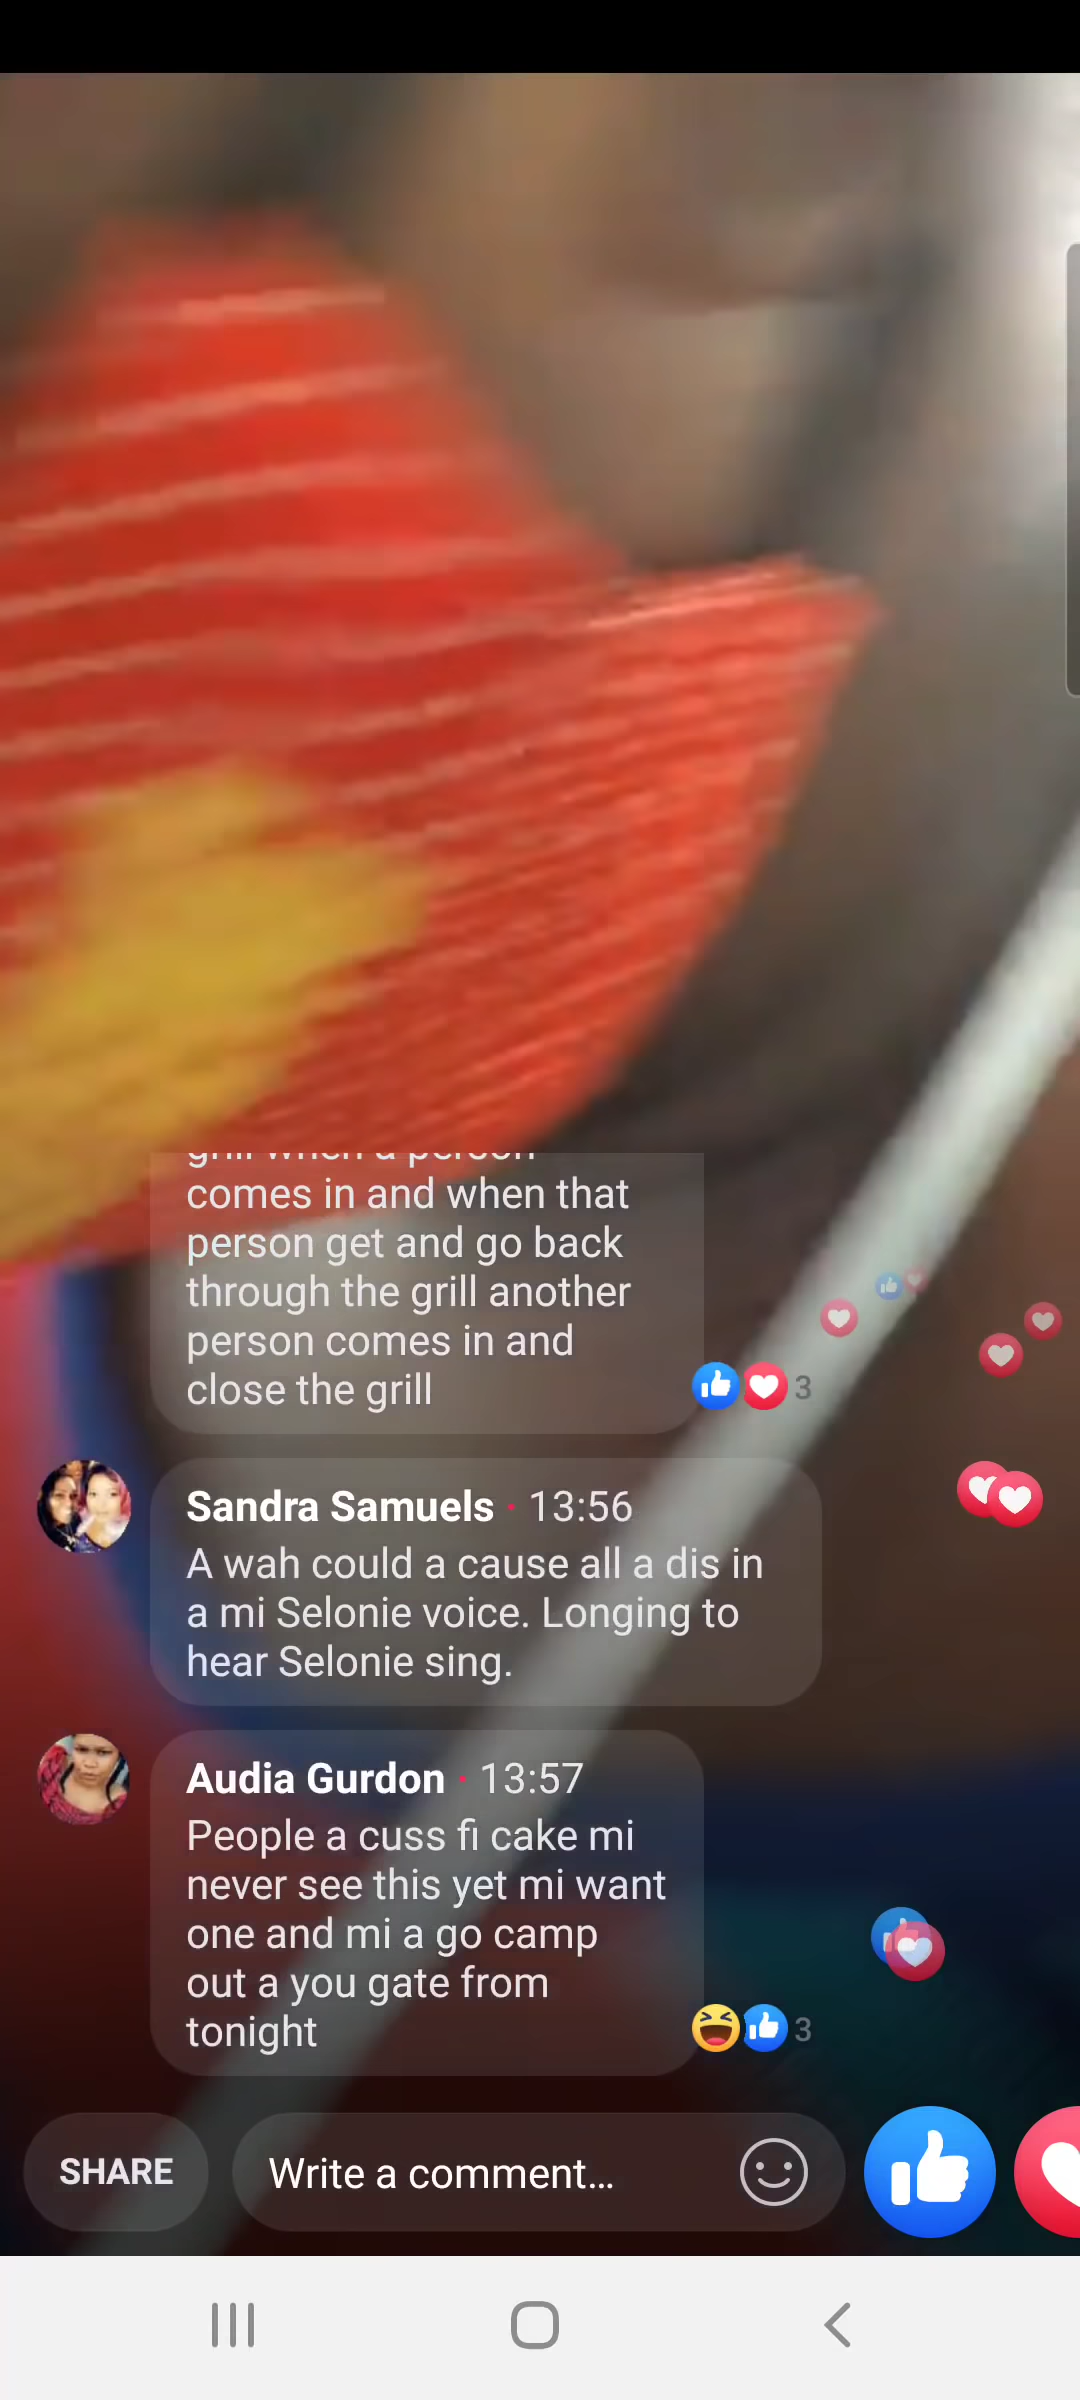 grill when a person
comes in and when that
person get and go back
through the grill another
person comes in and
close the grill
3
Sandra Samuels · 13:56
A wah could a cause all a dis in
a mi Selonie voice. Longing to
hear Selonie sing.
Audia Gurdon · 13:57
People a cuss fi cake mi
never see this yet mi want
one and mi a go camp
out a you gate from
tonight
3
SHARE
Write a comment...